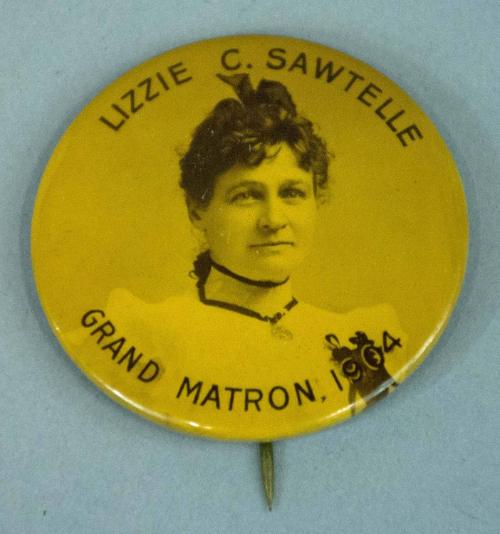 LIZZIE C. SAWTELLE
GRAND MATRON, 1904